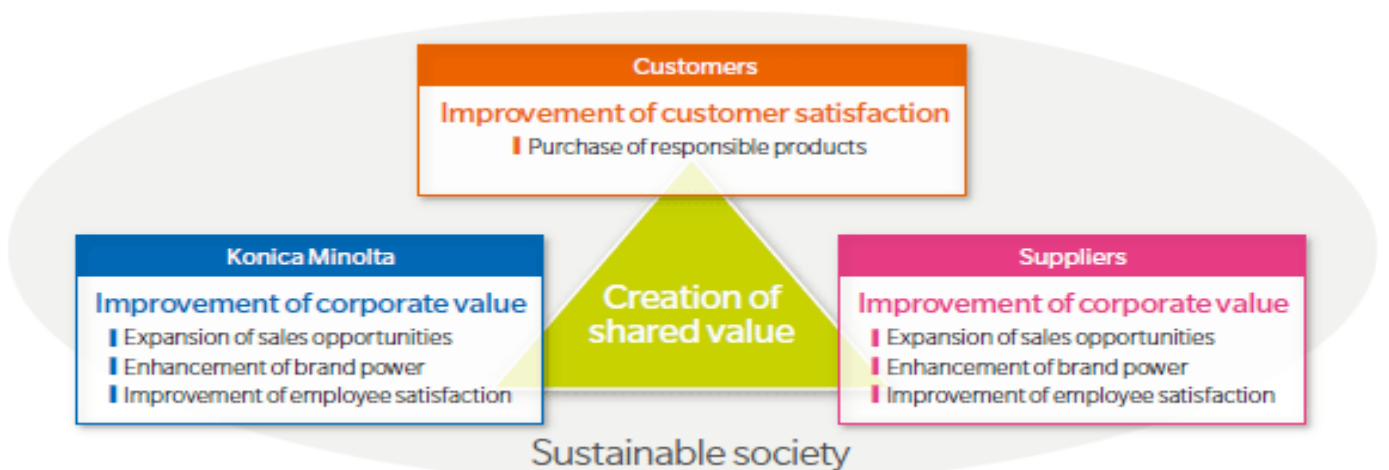 Customers
Improvement of customer satisfaction
Purchase of responsible products
Konica Minolta
Improvement of corporate value
Expansion of sales opportunities
Enhancement of brand power
Improvement of employee satisfaction
Creation of
shared value
Suppliers
Improvement of corporate value
Expansion of sales opportunities
Enhancement of brand power
Improvement of employee satisfaction
Sustainable society